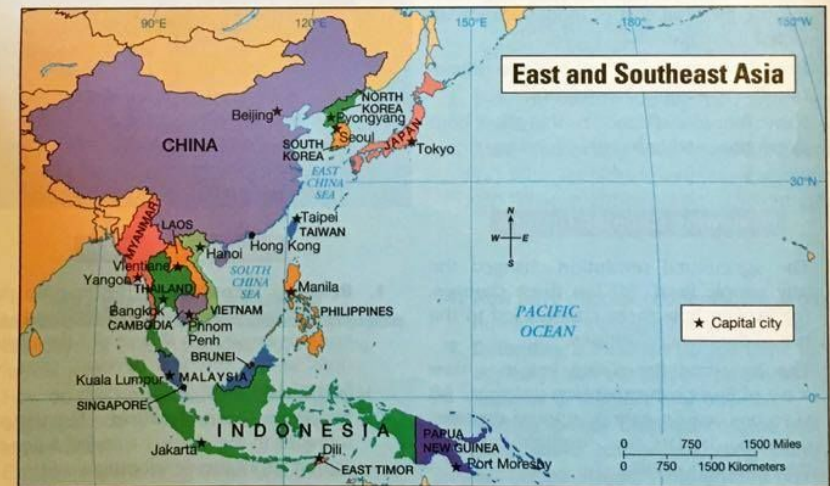 90°E
120°E
150°E
180°
150°W
East and Southeast Asia
NORTH
KOREA
Beijing
Pyongyang
Seoul
CHINA
SOUTH
KOREA
JAPAN
Tokyo
EAST
CHINA
SEA
30°N
Taipei
TAIWAN
MYANMAR
LAOS
Hanoi
Hong Kong
N
W
E
S
Vientiane
Yangon
THAILAND
SOUTH
CHINA
SEA
Manila
Bangkok
VIETNAM
PHILIPPINES
CAMBODIA
Phnom
Penh
PACIFIC
OCEAN
Capital city
BRUNEI
Kuala Lumpur
MALAYSIA
SINGAPORE
0°
INDONESIA
PAPUA
NEW GUINEA
Jakarta
Dili
EAST TIMOR
Port Moresby
0 750 1500 Miles
0 750 1500 Kilometers